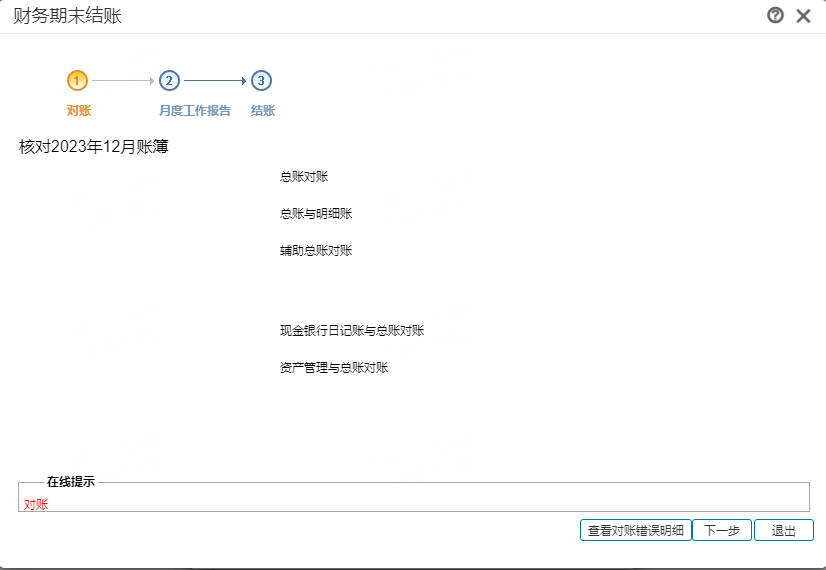 财务期末结账
1 2 3
对账 月度工作报告 结账
核对2023年12月账簿
总账对账
总账与明细账
辅助总账对账
现金银行日记账与总账对账
资产管理与总账对账
在线提示
对账
查看对账错误明细 下一步 退出